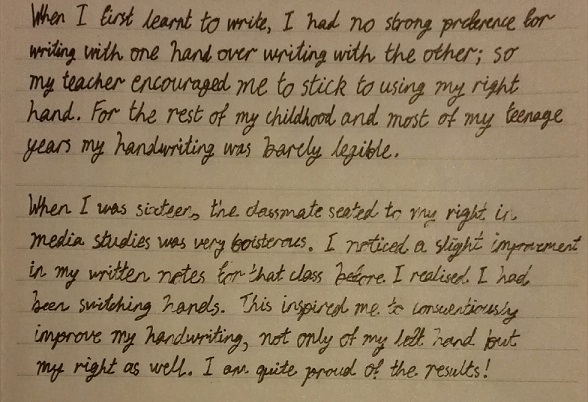 When I first learnt to write, I had no strong preference for
writing with one hand over writing with the other; so
my teacher encouraged me to stick to using my right
hand. For the rest of my childhood and most of my teenage
years my handwriting was barely legible.
When I was sixteen, the classmate seated to my right in
media studies was very boisterous. I noticed a slight improvement
in my written notes for that class before I realised I had
been switching hands. This inspired me to conscientiously
improve my handwriting, not only of my left hand but
my right as well. I am quite proud of the results!